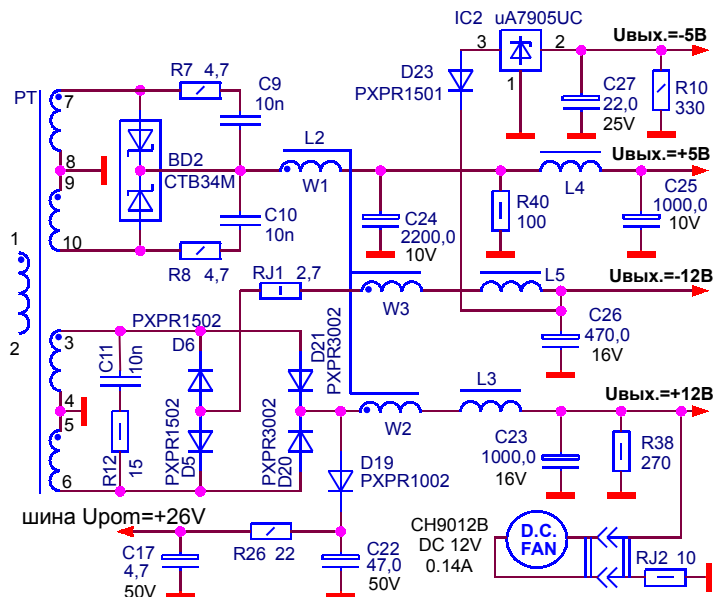 IC2 uA7905UC
3
2
Uвых.=-5В
R7 4,7
C9
10n
D23
PXPR1501
1
C27
22,0
25V
R10
330
PT
7
L2
8
BD2
CTB34M
W1
Uвых.=+5В
9
L4
C10
10n
C24
2200,0
10V
R40
100
C25
1000,0
10V
10
1
R8 4,7
RJ1 2,7
L5
Uвых.=-12В
W3
2
PXPR1502
3
C11
10n
D6
D21
PXPR3002
C26
470,0
16V
L3
Uвых.=+12В
4
5
W2
R12
15
PXPR1502
D5
PXPR3002
D20
D19
PXPR1002
C23
1000,0
16V
R38
270
6
шина Upom=+26V
CH9012B
DC 12V
0.14A
D.C.
FAN
C17
4,7
50V
R26 22
C22
47,0
50V
RJ2 10